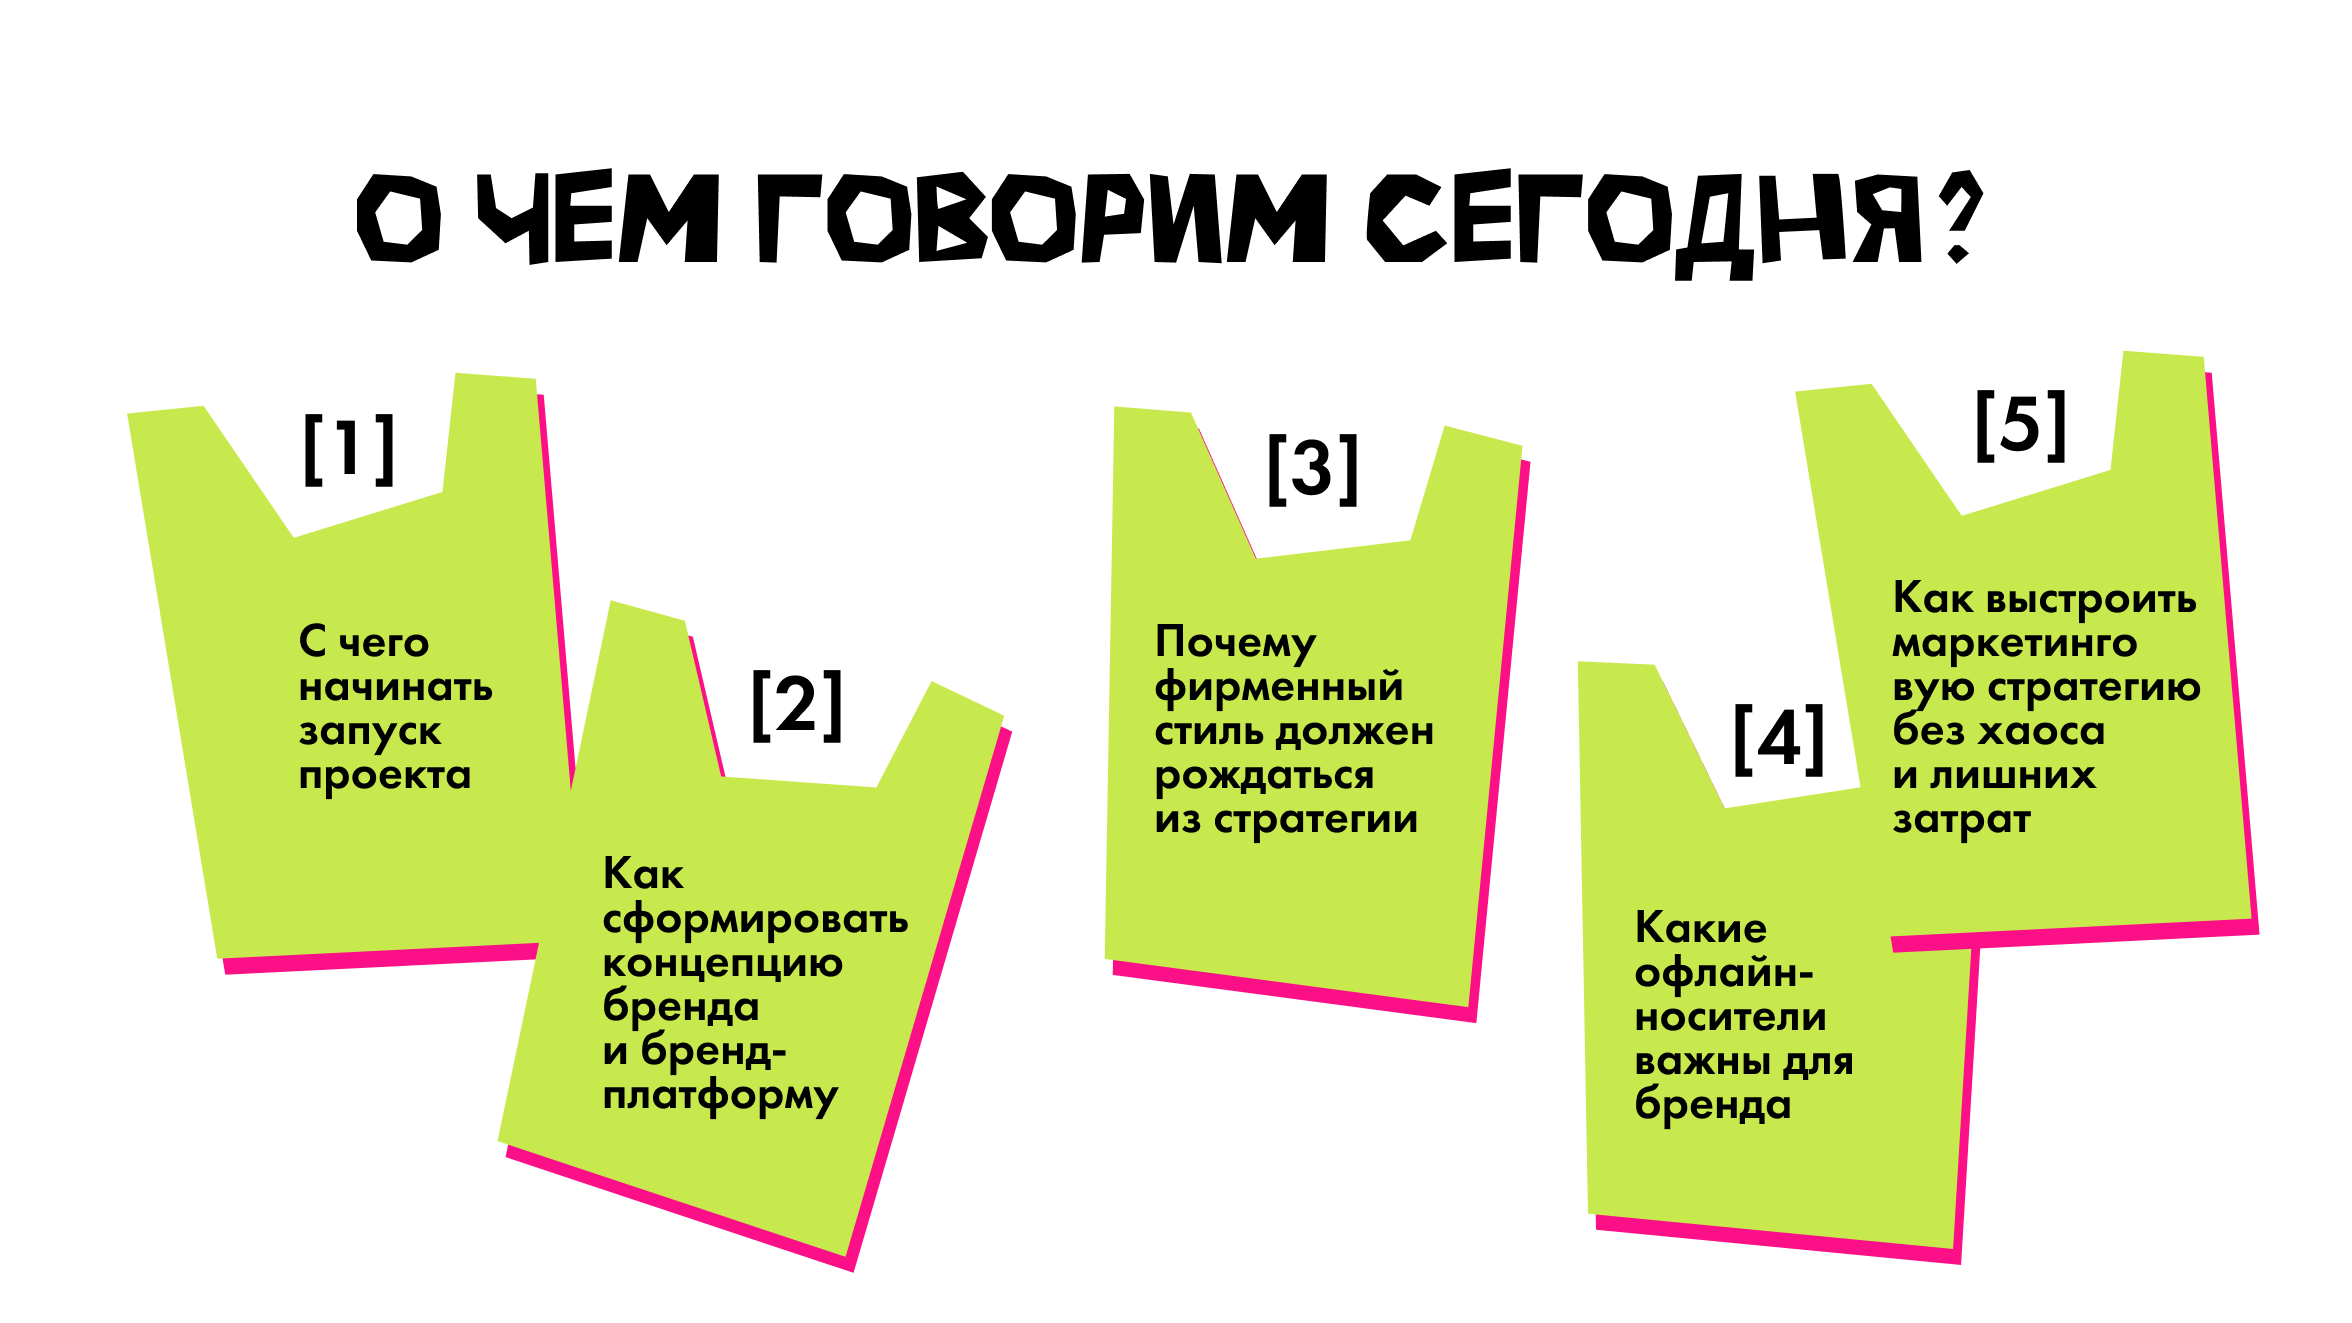 О ЧЕМ ГОВОРИМ СЕГОДНЯ?
[1]
С чего
начинать
запуск
проекта
[2]
Как
сформировать
концепцию
бренда
и бренд-
платформу
[3]
Почему
фирменный
стиль должен
рождаться
из стратегии
[4]
Какие
офлайн-
носители
важны для
бренда
[5]
Как выстроить
маркетинго
вую стратегию
без хаоса
и лишних
затрат